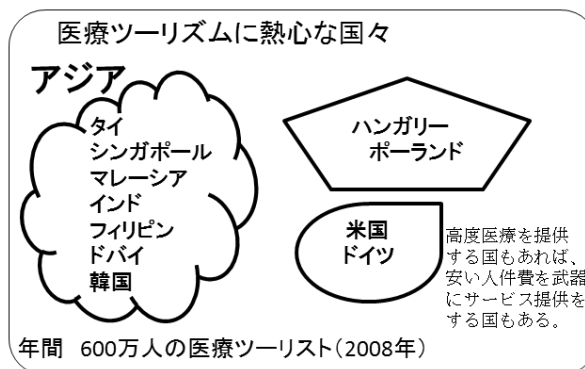 医療ツーリズムに熱心な国々
アジア
タイ
シンガポール
マレーシア
インド
フィリピン
ドバイ
韓国
ハンガリー
ポーランド
米国
ドイツ
高度医療を提供
する国もあれば、
安い人件費を武器
にサービス提供を
する国もある。
年間 600万人の医療ツーリスト(2008年)